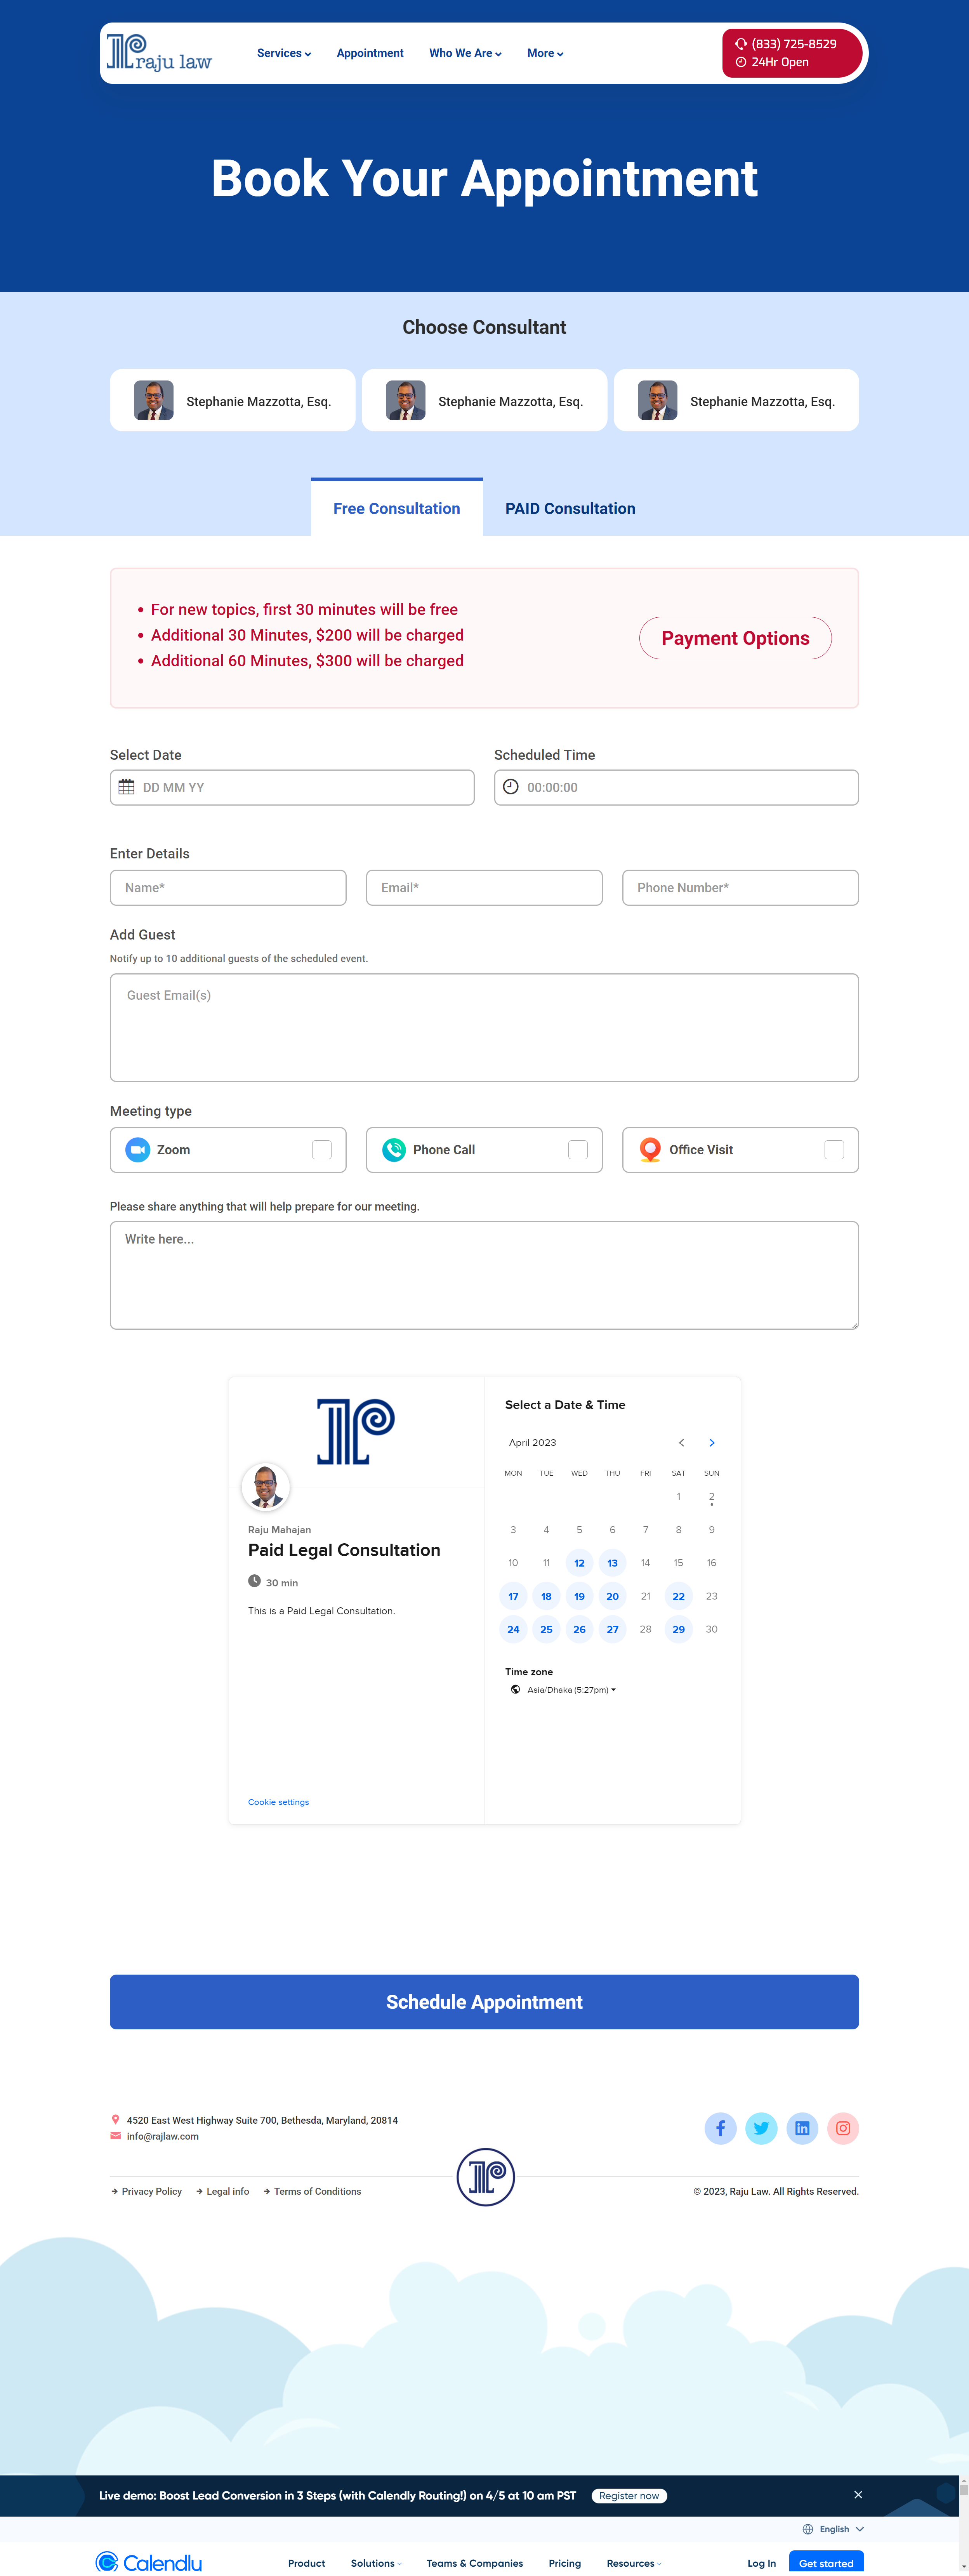 raju law
Services
Appointment
Who We Are
More
(833) 725-8529
24Hr Open
Book Your Appointment
Choose Consultant
Stephanie Mazzotta, Esq.
Stephanie Mazzotta, Esq.
Stephanie Mazzotta, Esq.
Free Consultation
PAID Consultation
• For new topics, first 30 minutes will be free
• Additional 30 Minutes, $200 will be charged
• Additional 60 Minutes, $300 will be charged
Payment Options
Select Date
Scheduled Time
DD MM YY
00:00:00
Enter Details
Name*
Email*
Phone Number*
Add Guest
Notify up to 10 additional guests of the scheduled event.
Guest Email(s)
Meeting type
Zoom
Phone Call
Office Visit
Please share anything that will help prepare for our meeting.
Write here...
Raju Mahajan
Paid Legal Consultation
30 min
This is a Paid Legal Consultation.
Cookie settings
Select a Date & Time
April 2023
MON TUE WED THU FRI SAT SUN
1 2
3 4 5 6 7 8 9
10 11 12 13 14 15 16
17 18 19 20 21 22 23
24 25 26 27 28 29 30
Time zone
Asia/Dhaka (5:27pm)
Schedule Appointment
4520 East West Highway Suite 700, Bethesda, Maryland, 20814
info@rajlaw.com
Privacy Policy
Legal info
Terms of Conditions
© 2023, Raju Law. All Rights Reserved.
Live demo: Boost Lead Conversion in 3 Steps (with Calendly Routing!) on 4/5 at 10 am PST
Register now
English
Calendly
Product
Solutions
Teams & Companies
Pricing
Resources
Log In
Get started